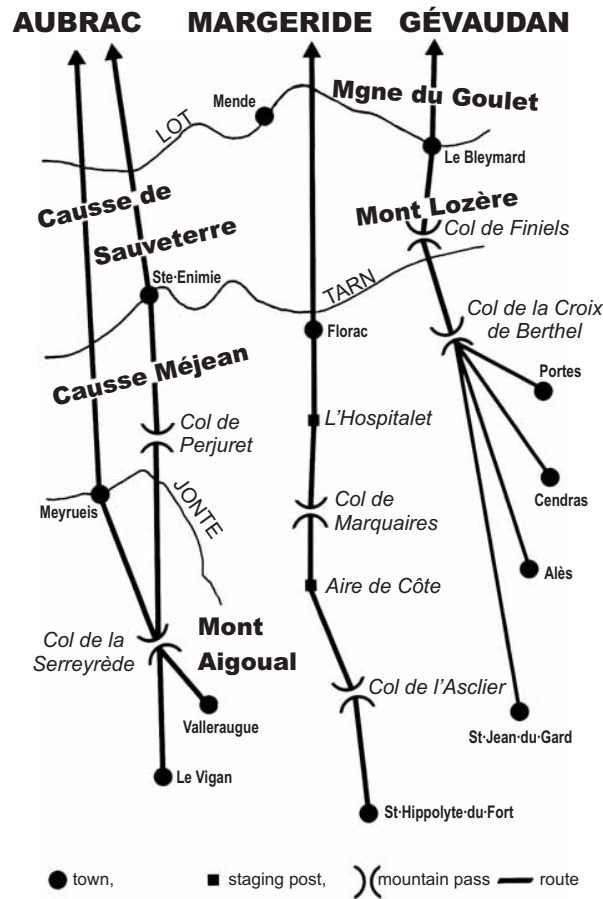 AUBRAC MARGERIDE GÉVAUDAN
Mgne du Goulet
Mende
LOT
Le Bleymard
Causse de
Sauveterre
Mont Lozère
Col de Finiels
Ste·Enimie
TARN
Col de la Croix
de Berthel
Florac
Causse Méjean
Portes
Col de
Perjuret
L'Hospitalet
Cendras
JONTE
Meyrueis
Col de
Marquaires
Alès
Aire de Côte
Col de la
Serreyrède
Mont
Aigoual
Col de l'Asclier
Valleraugue
St·Jean·du·Gard
Le Vigan
St·Hippolyte·du·Fort
town, staging post, mountain pass route